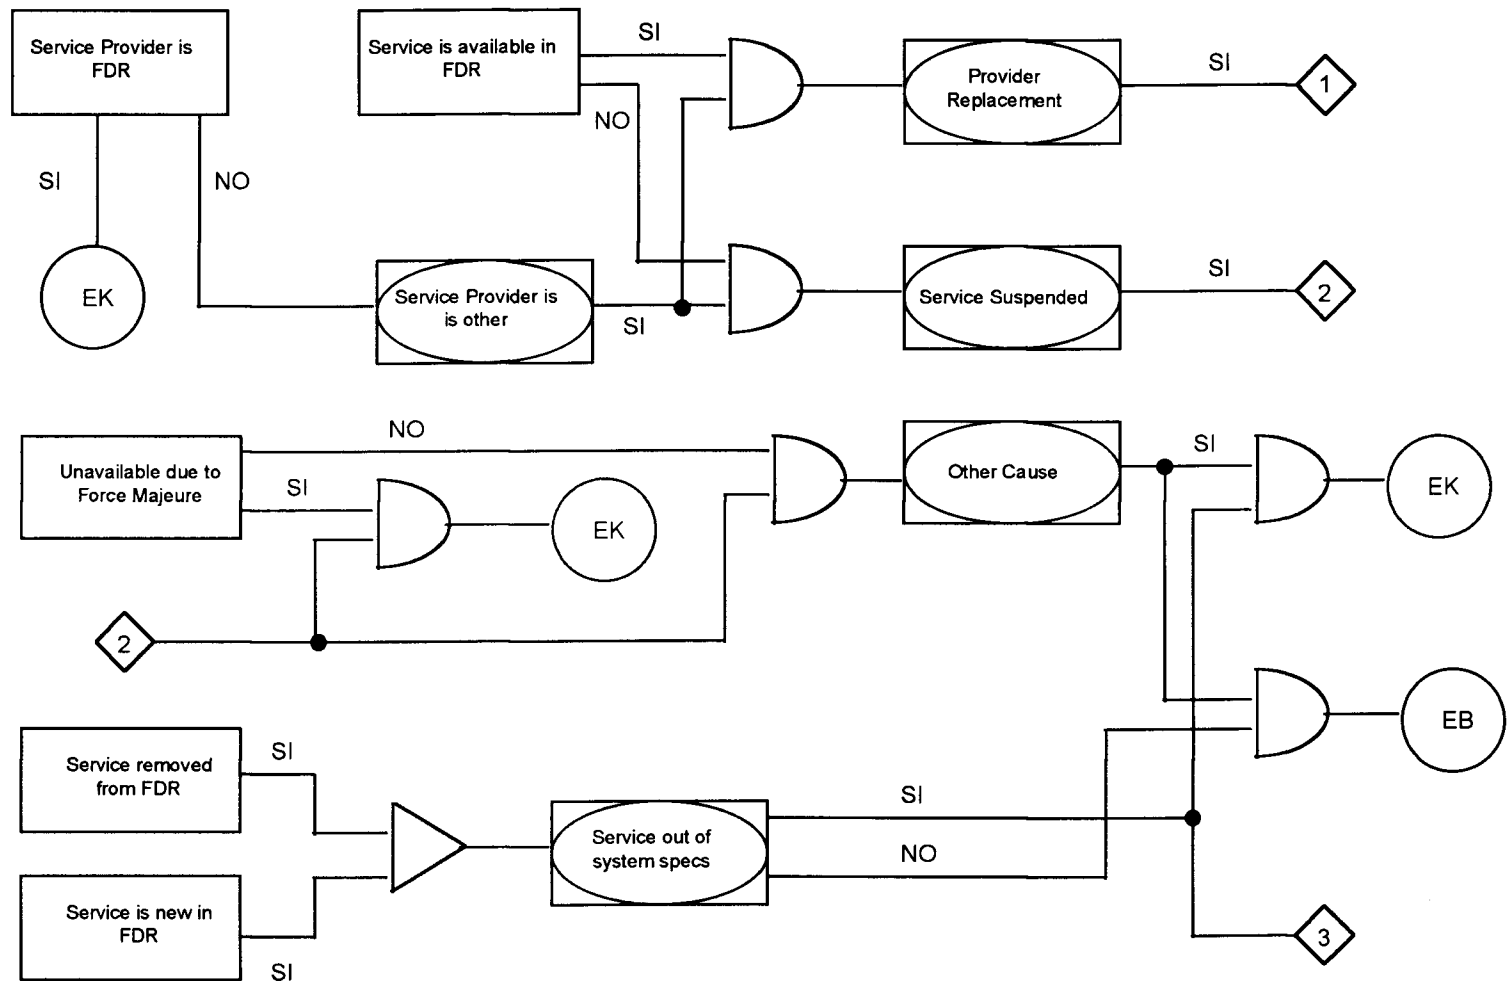 Service Provider is
FDR
Service is available in
FDR
SI
NO
Provider
Replacement
SI
1
SI
NO
EK
Service Provider is
is other
SI
Service Suspended
SI
2
NO
Unavailable due to
Force Majeure
SI
EK
Other Cause
SI
EK
2
EB
Service removed
from FDR
SI
Service out of
system specs
SI
NO
Service is new in
FDR
SI
3